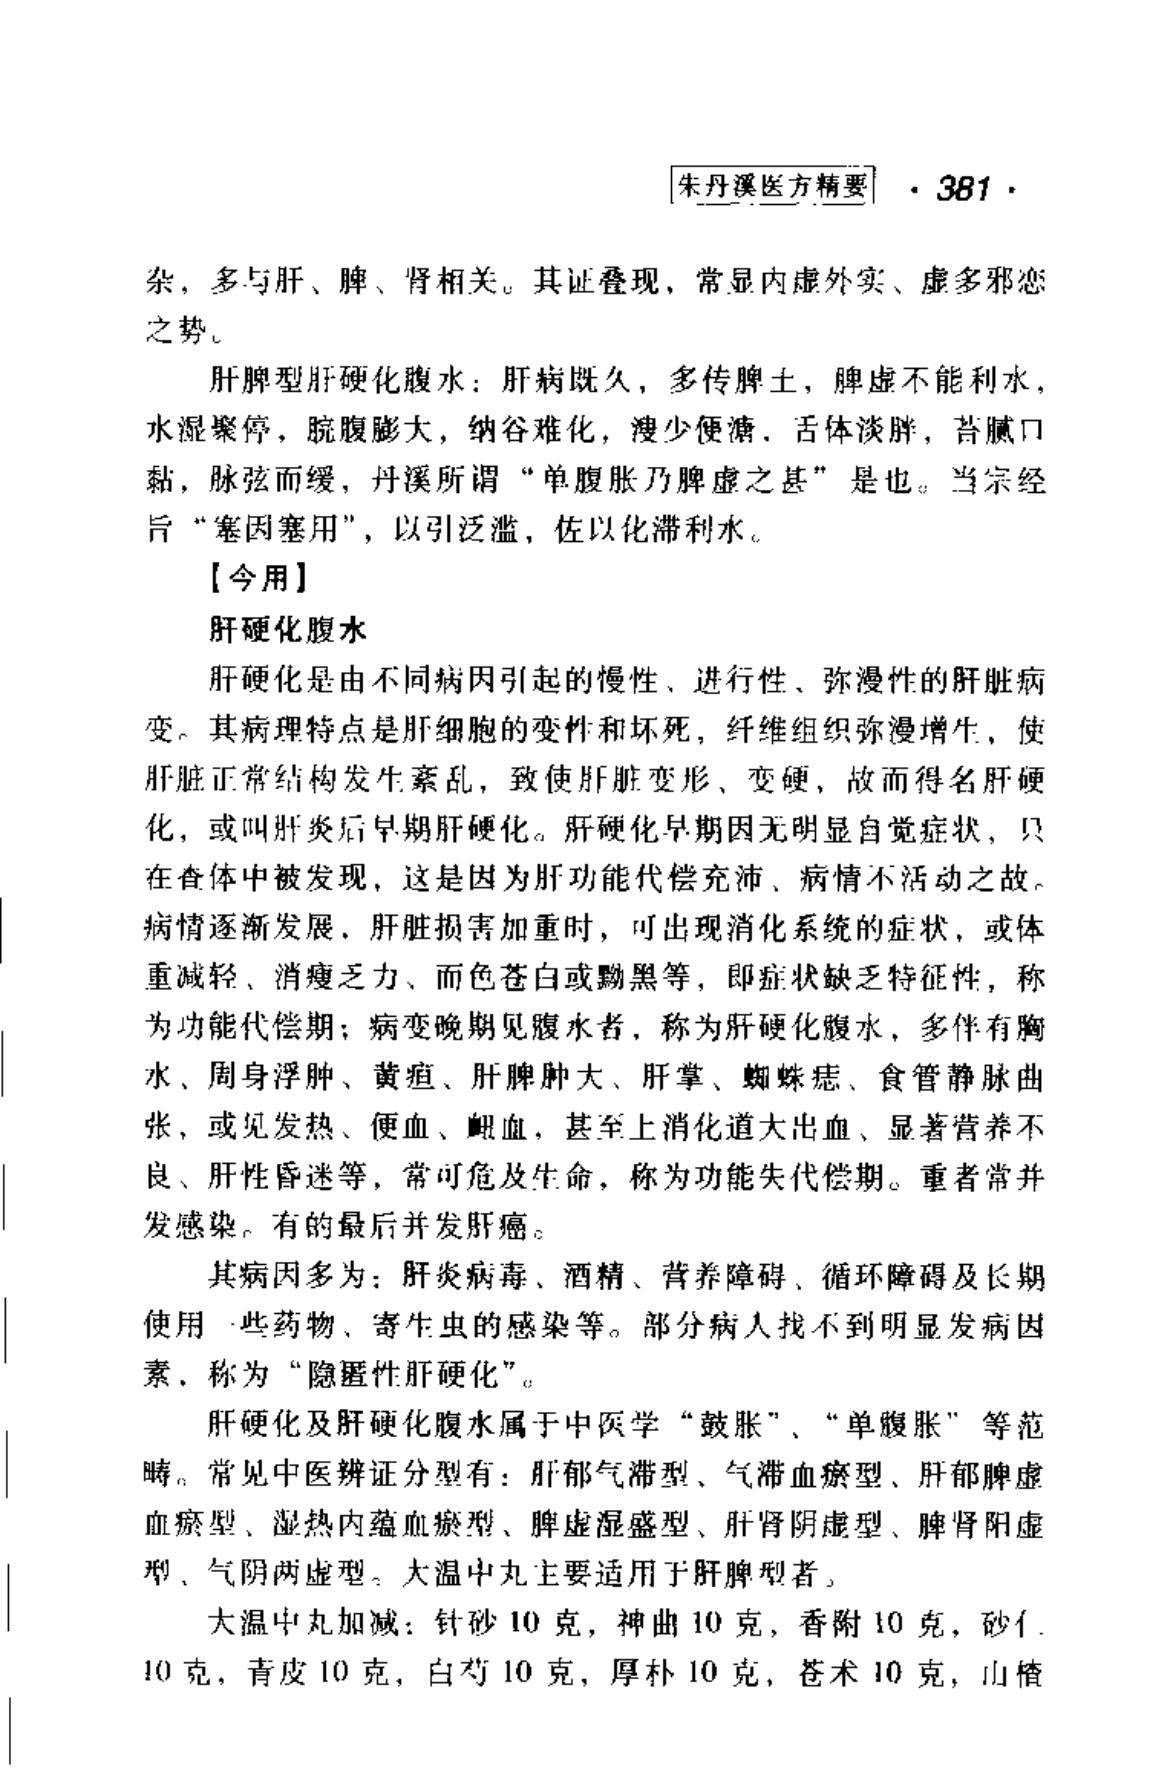 朱丹溪医方精要 · 381 ·
杂，多与肝、脾、肾相关。其证叠现，常显内虚外实、虚多邪恋
之势。
肝脾型肝硬化腹水：肝病既久，多传脾土，脾虚不能利水，
水湿聚停，脘腹膨大，纳谷难化，溲少便溏，舌体淡胖，苔腻口
黏，脉弦而缓，丹溪所谓“单腹胀乃脾虚之甚”是也。当宗经
旨“塞因塞用”，以引泛滥，佐以化滞利水。
【今用】
肝硬化腹水
肝硬化是由不同病因引起的慢性、进行性、弥漫性的肝脏病
变。其病理特点是肝细胞的变性和坏死，纤维组织弥漫增生，使
肝脏正常结构发生紊乱，致使肝脏变形、变硬，故而得名肝硬
化，或叫肝炎后早期肝硬化。肝硬化早期因无明显自觉症状，只
在查体中被发现，这是因为肝功能代偿充沛、病情不活动之故。
病情逐渐发展，肝脏损害加重时，可出现消化系统的症状，或体
重减轻、消瘦乏力、面色苍白或黝黑等，即症状缺乏特征性，称
为功能代偿期；病变晚期见腹水者，称为肝硬化腹水，多伴有胸
水、周身浮肿、黄疸、肝脾肿大、肝掌、蜘蛛痣、食管静脉曲
张，或见发热、便血、衄血，甚至上消化道大出血、显著营养不
良、肝性昏迷等，常可危及生命，称为功能失代偿期。重者常并
发感染。有的最后并发肝癌。
其病因多为：肝炎病毒、酒精、营养障碍、循环障碍及长期
使用一些药物、寄生虫的感染等。部分病人找不到明显发病因
素，称为“隐匿性肝硬化”。
肝硬化及肝硬化腹水属于中医学“鼓胀”、“单腹胀”等范
畴。常见中医辨证分型有：肝郁气滞型、气滞血瘀型、肝郁脾虚
血瘀型、湿热内蕴血瘀型、脾虚湿盛型、肝肾阴虚型、脾肾阳虚
型、气阴两虚型。大温中丸主要适用于肝脾型者。
大温中丸加减：针砂 10 克，神曲 10 克，香附 10 克，砂仁
10 克，青皮 10 克，白芍 10 克，厚朴 10 克，苍术 10 克，山楂